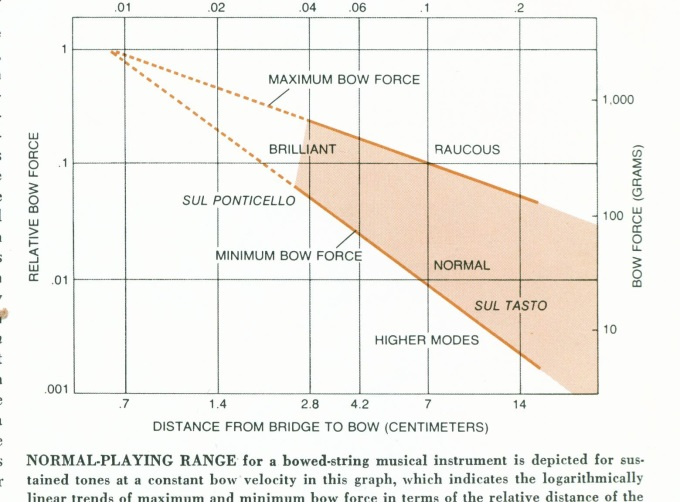 .01 .02 .04 .06 .1 .2
1
MAXIMUM BOW FORCE
1.000
BRILLIANT
RAUCOUS
.1
SUL PONTICELLO
100
MINIMUM BOW FORCE
NORMAL
.01
SUL TASTO
10
HIGHER MODES
.001
RELATIVE BOW FORCE
BOW FORCE (GRAMS)
.7 1.4 2.8 4.2 7 14
DISTANCE FROM BRIDGE TO BOW (CENTIMETERS)
NORMAL-PLAYING RANGE for a bowed-string musical instrument is depicted for sus-
tained tones at a constant bow velocity in this graph, which indicates the logarithmically
linear trends of maximum and minimum bow force in terms of the relative distance of the